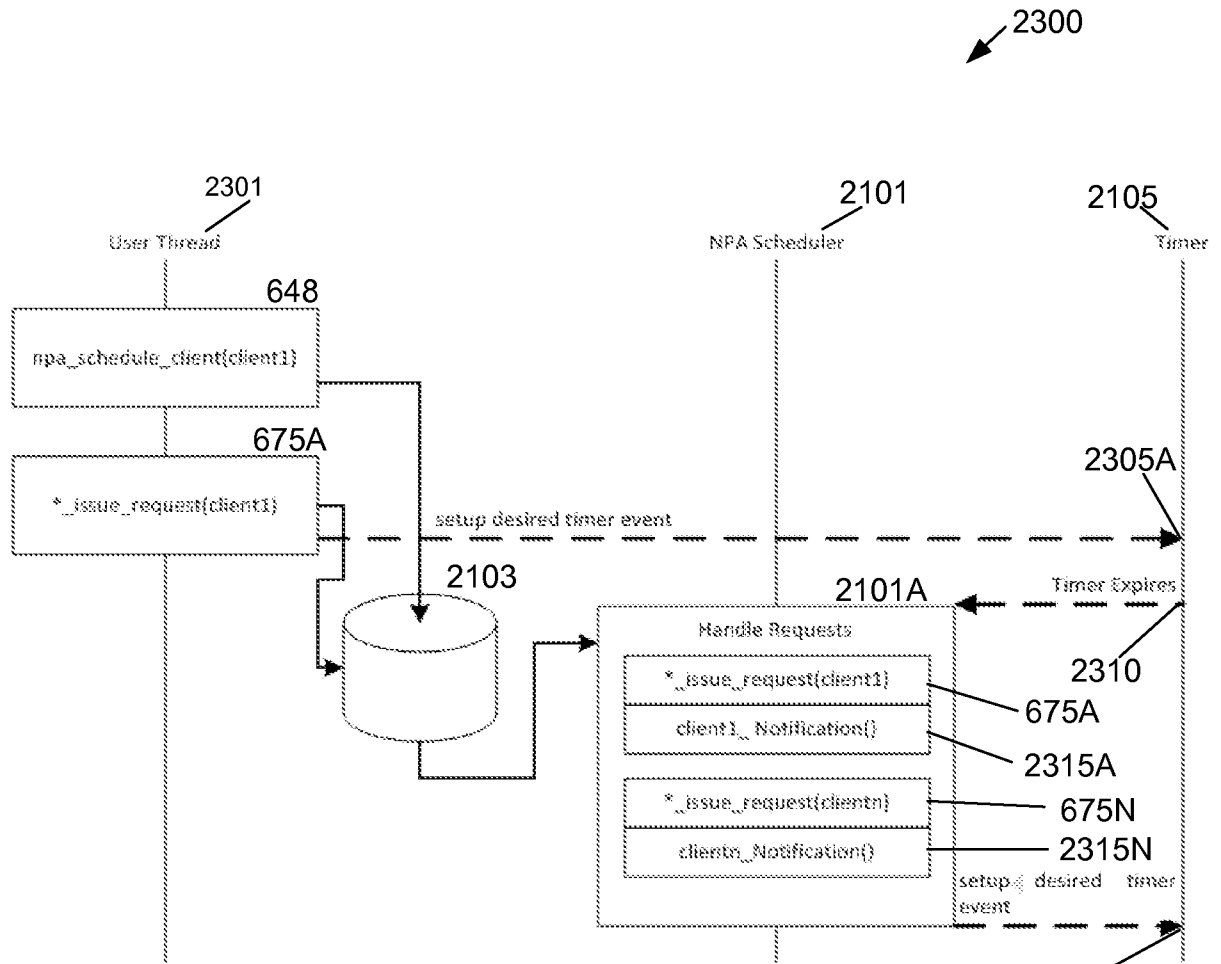 2300
2301
2101
2105
User Thread
NPA Scheduler
Timer
648
npa_schedule_client(client1)
675A
*_issue_request(client1)
2305A
setup desired timer event
2103
2101A
Timer Expires
Handle Requests
2310
*_issue_request(client1)
675A
client1_ Notification()
2315A
*_issue_request(clientn)
675N
clientn_Notification()
2315N
setup desired timer
event